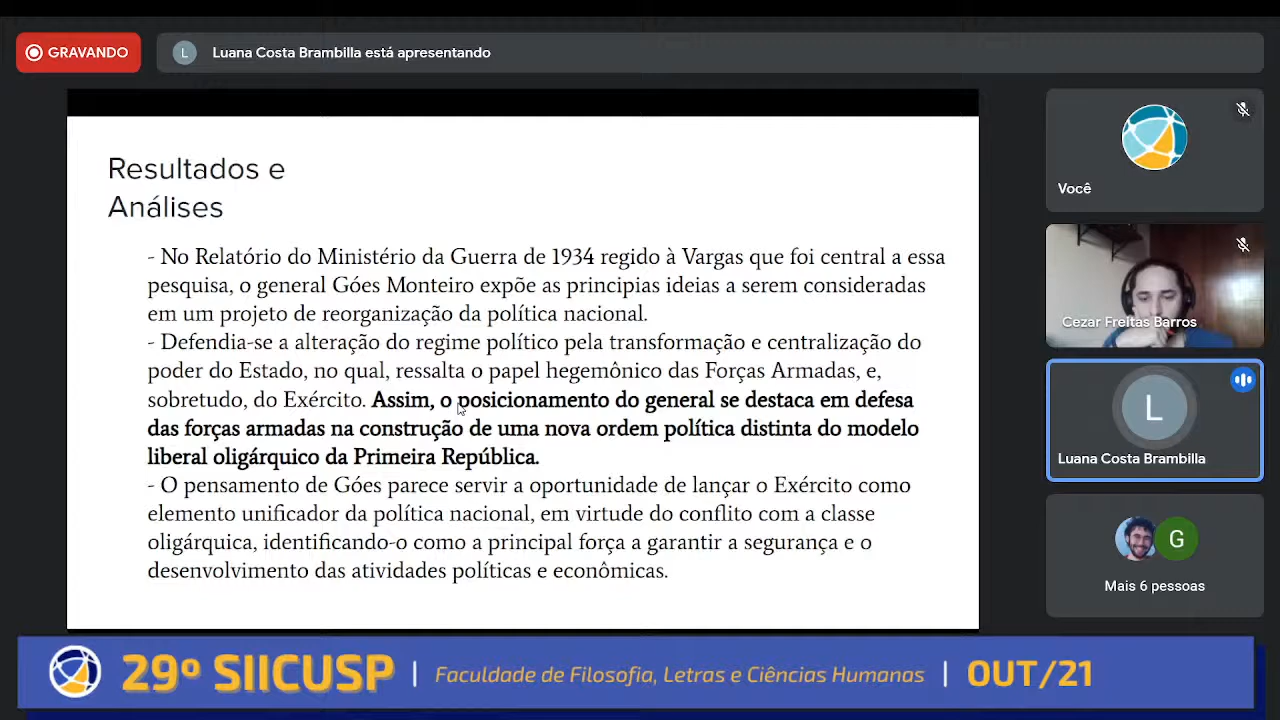 GRAVANDO
L
Luana Costa Brambilla está apresentando
Resultados e
Análises
- No Relatório do Ministério da Guerra de 1934 regido à Vargas que foi central a essa
pesquisa, o general Góes Monteiro expõe as principias ideias a serem consideradas
em um projeto de reorganização da política nacional.
- Defendia-se a alteração do regime político pela transformação e centralização do
poder do Estado, no qual, ressalta o papel hegemônico das Forças Armadas, e,
sobretudo, do Exército. Assim, o posicionamento do general se destaca em defesa
das forças armadas na construção de uma nova ordem política distinta do modelo
liberal oligárquico da Primeira República.
- O pensamento de Góes parece servir a oportunidade de lançar o Exército como
elemento unificador da política nacional, em virtude do conflito com a classe
oligárquica, identificando-o como a principal força a garantir a segurança e o
desenvolvimento das atividades políticas e econômicas.
Você
Cezar Freitas Barros
L
Luana Costa Brambilla
G
Mais 6 pessoas
29º SIICUSP | Faculdade de Filosofia, Letras e Ciências Humanas | OUT/21